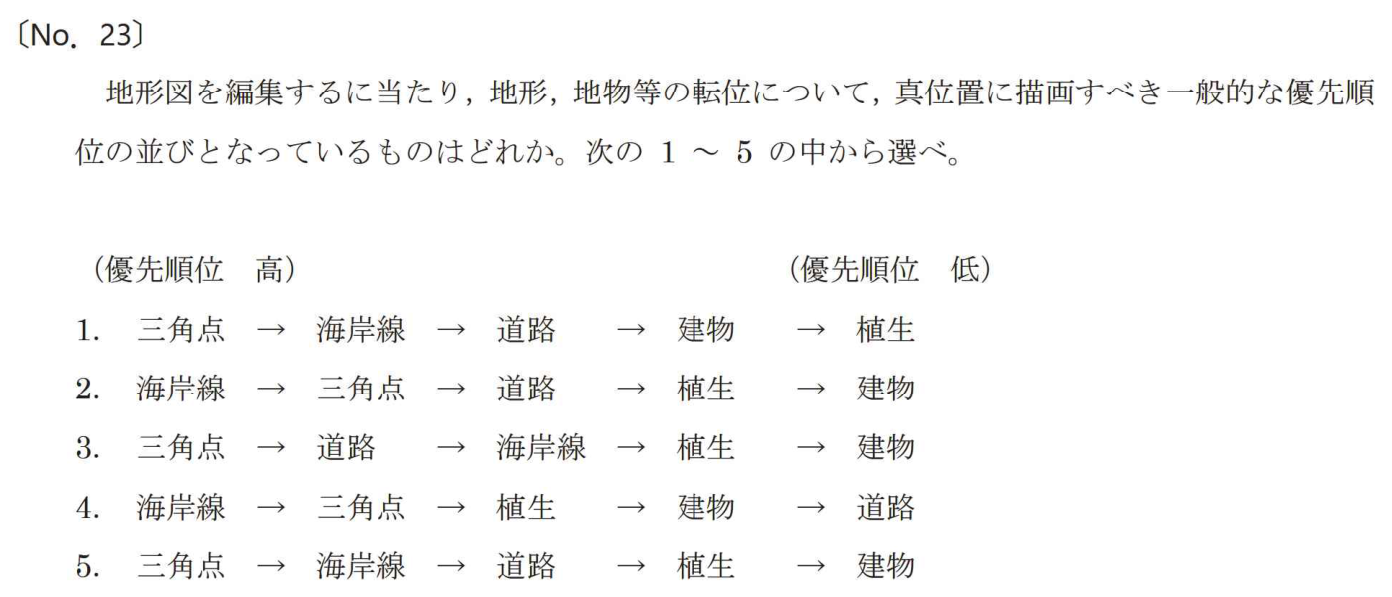 〔No. 23〕
地形図を編集するに当たり，地形，地物等の転位について，真位置に描画すべき一般的な優先順
位の並びとなっているものはどれか。次の 1 ～ 5 の中から選べ。
（優先順位 高） （優先順位 低）
1. 三角点 → 海岸線 → 道路 → 建物 → 植生
2. 海岸線 → 三角点 → 道路 → 植生 → 建物
3. 三角点 → 道路 → 海岸線 → 植生 → 建物
4. 海岸線 → 三角点 → 植生 → 建物 → 道路
5. 三角点 → 海岸線 → 道路 → 植生 → 建物